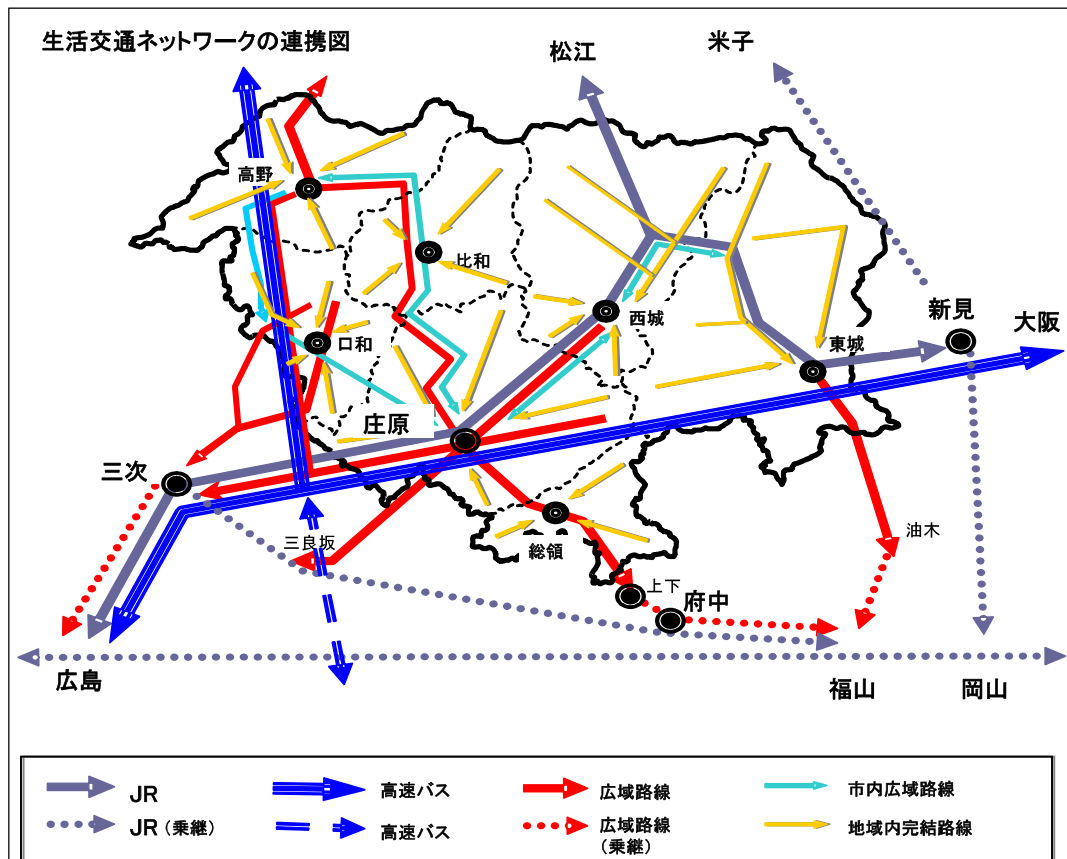 生活交通ネットワークの連携図
松江
米子
高野
比和
西城
新見
大阪
口和
東城
庄原
三次
油木
三良坂
総領
上下
府中
広島
福山
岡山
JR
高速バス
広域路線
市内広域路線
JR（乗継）
高速バス
広域路線
（乗継）
地域内完結路線